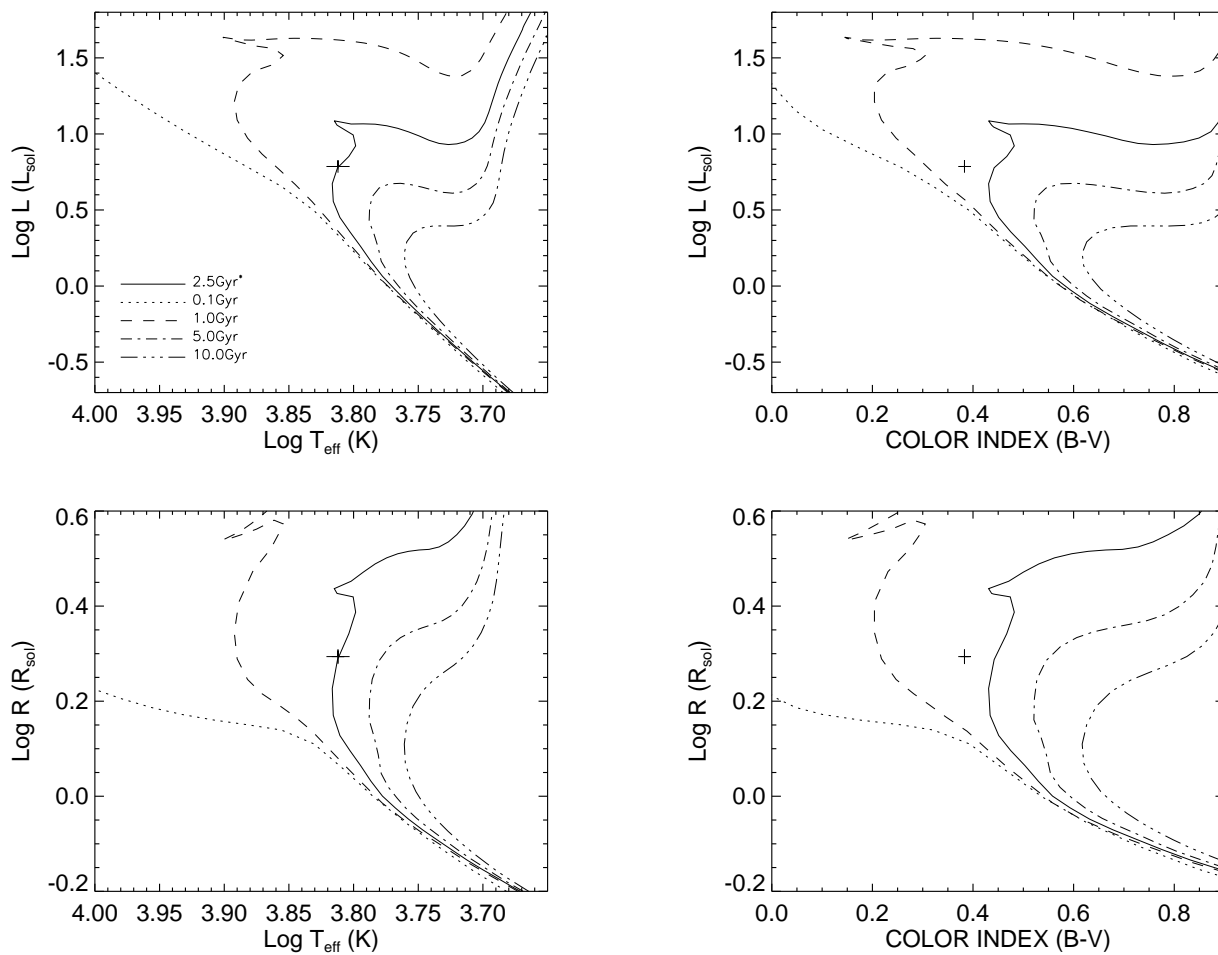 1.5
1.0
0.5
0.0
-0.5
Log L (L_sol)
2.5Gyr*
0.1Gyr
1.0Gyr
5.0Gyr
10.0Gyr
4.00 3.95 3.90 3.85 3.80 3.75 3.70
Log T_eff (K)
1.5
1.0
0.5
0.0
-0.5
Log L (L_sol)
0.0 0.2 0.4 0.6 0.8
COLOR INDEX (B-V)
0.6
0.4
0.2
0.0
-0.2
Log R (R_sol)
4.00 3.95 3.90 3.85 3.80 3.75 3.70
Log T_eff (K)
0.6
0.4
0.2
0.0
-0.2
Log R (R_sol)
0.0 0.2 0.4 0.6 0.8
COLOR INDEX (B-V)